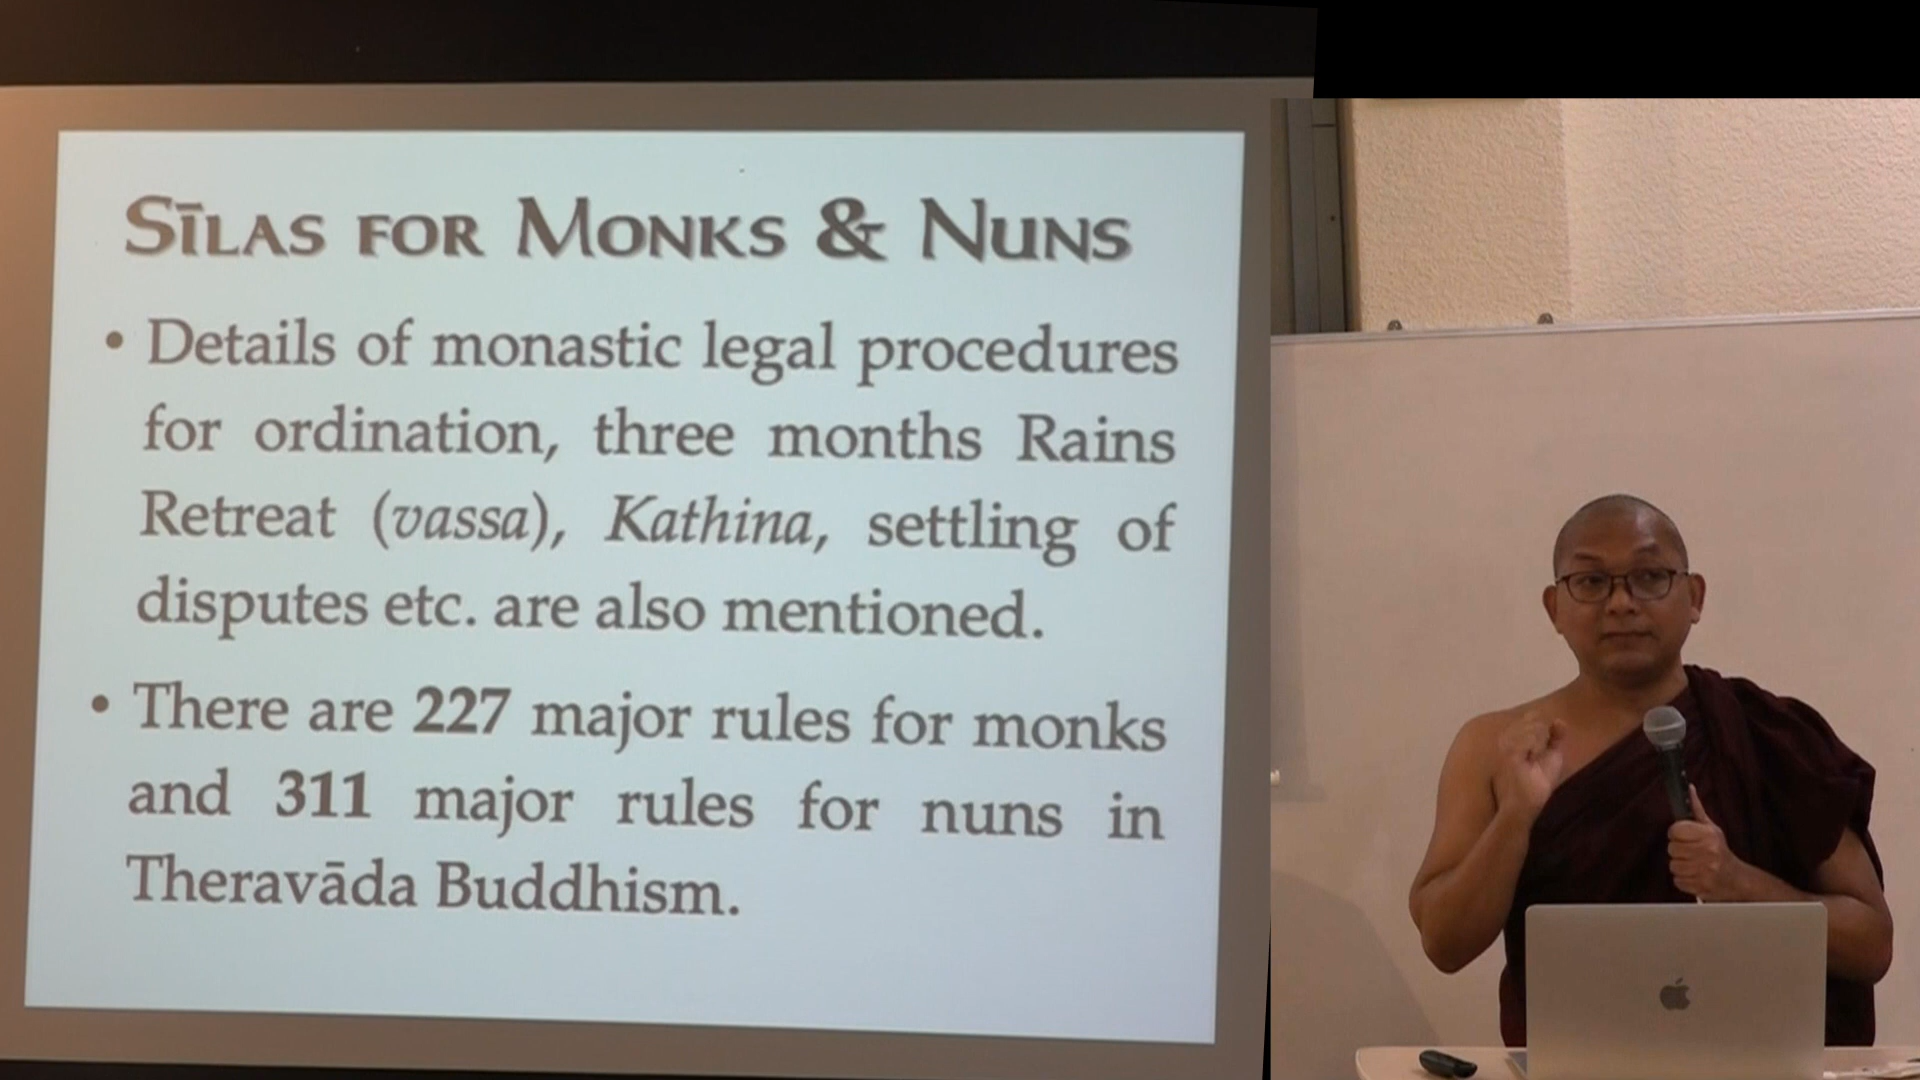 Sīlas for Monks & Nuns
• Details of monastic legal procedures
for ordination, three months Rains
Retreat (vassa), Kathina, settling of
disputes etc. are also mentioned.
• There are 227 major rules for monks
and 311 major rules for nuns in
Theravāda Buddhism.